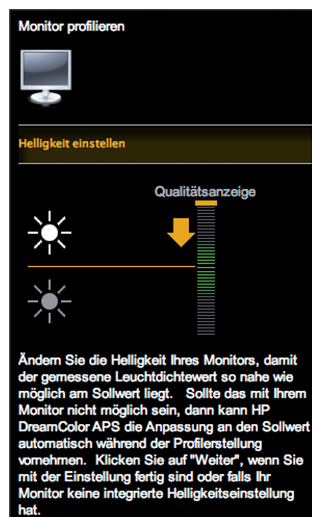 Monitor profilieren
Helligkeit einstellen
Qualitätsanzeige
Ändern Sie die Helligkeit Ihres Monitors, damit
der gemessene Leuchtdichtewert so nahe wie
möglich am Sollwert liegt. Sollte das mit Ihrem
Monitor nicht möglich sein, dann kann HP
DreamColor APS die Anpassung an den Sollwert
automatisch während der Profilerstellung
vornehmen. Klicken Sie auf "Weiter", wenn Sie
mit der Einstellung fertig sind oder falls Ihr
Monitor keine integrierte Helligkeitseinstellung
hat.